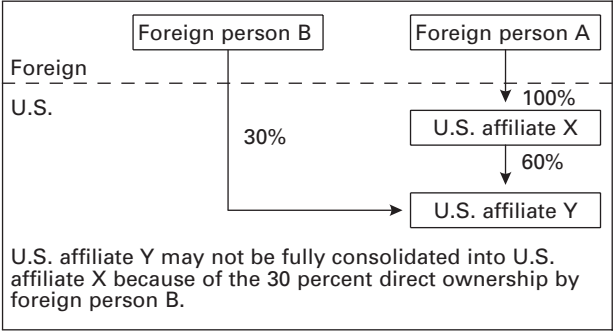 Foreign person B
Foreign person A
Foreign
U.S.
100%
U.S. affiliate X
30%
60%
U.S. affiliate Y
U.S. affiliate Y may not be fully consolidated into U.S.
affiliate X because of the 30 percent direct ownership by
foreign person B.